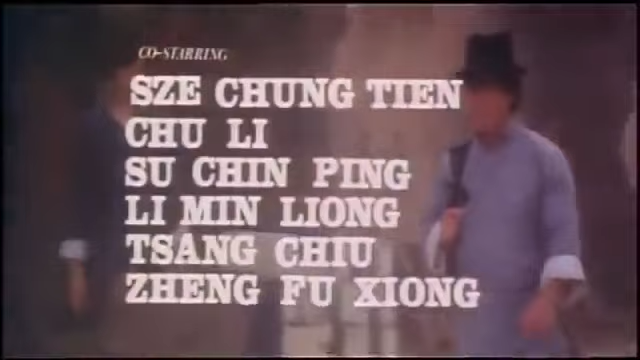 CO-STARRING
SZE CHUNG TIEN
CHU LI
SU CHIN PING
LI MIN LIONG
TSANG CHIU
ZHENG FU XIONG